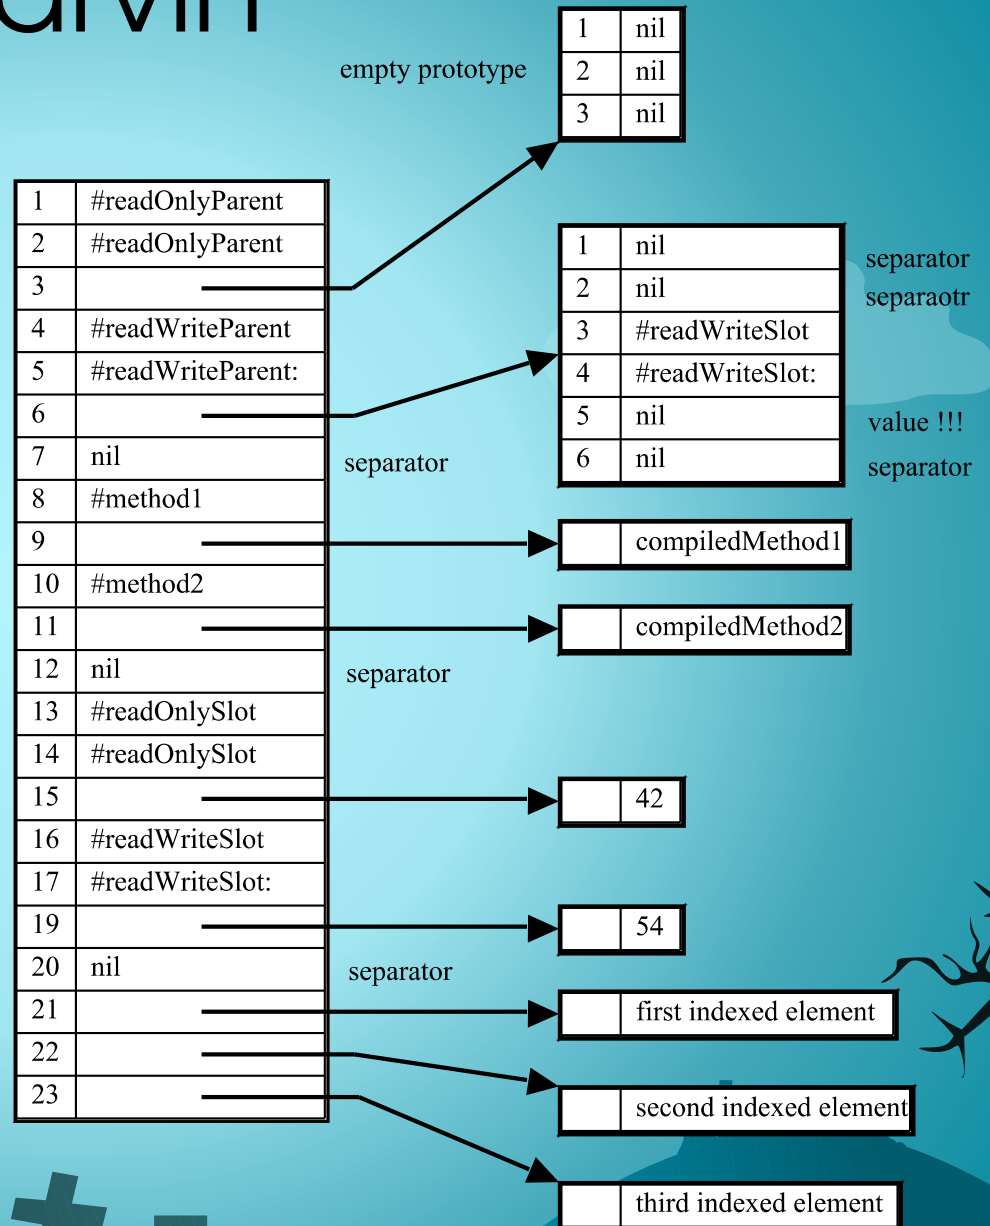 1 nil
empty prototype
2 nil
3 nil
1 #readOnlyParent
2 #readOnlyParent
3
4 #readWriteParent
5 #readWriteParent:
6
7 nil
separator
8 #method1
9
10 #method2
11
12 nil
separator
13 #readOnlySlot
14 #readOnlySlot
15
16 #readWriteSlot
17 #readWriteSlot:
19
20 nil
separator
21
22
23
1 nil
separator
2 nil
separaotr
3 #readWriteSlot
4 #readWriteSlot:
5 nil
value !!!
6 nil
separator
compiledMethod1
compiledMethod2
42
54
first indexed element
second indexed element
third indexed element